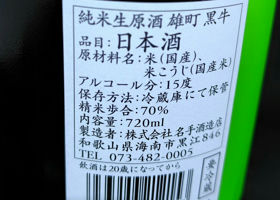 純米生原酒 雄町 黒牛
品目：日本酒
原材料名：米（国産）、
米こうじ（国産米）
アルコール分：15度
保存方法：冷蔵庫にて保管
精米歩合：70%
内容量：720ml
製造者：株式会社名手酒造店
和歌山県海南市黒江846
TEL 073-482-0005
飲酒は20歳になってから
要冷蔵